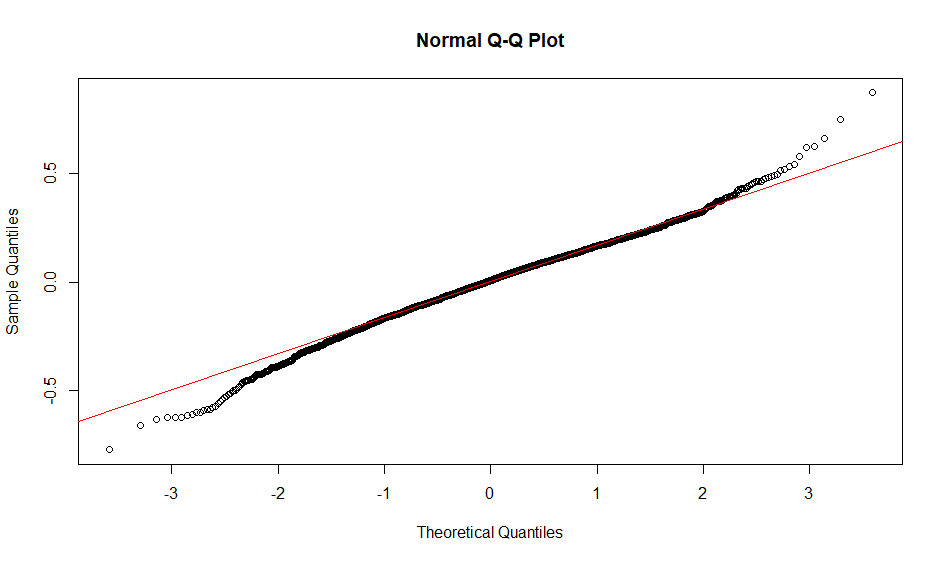 Normal Q-Q Plot
Sample Quantiles
0.5
0.0
-0.5
-3 -2 -1 0 1 2 3
Theoretical Quantiles